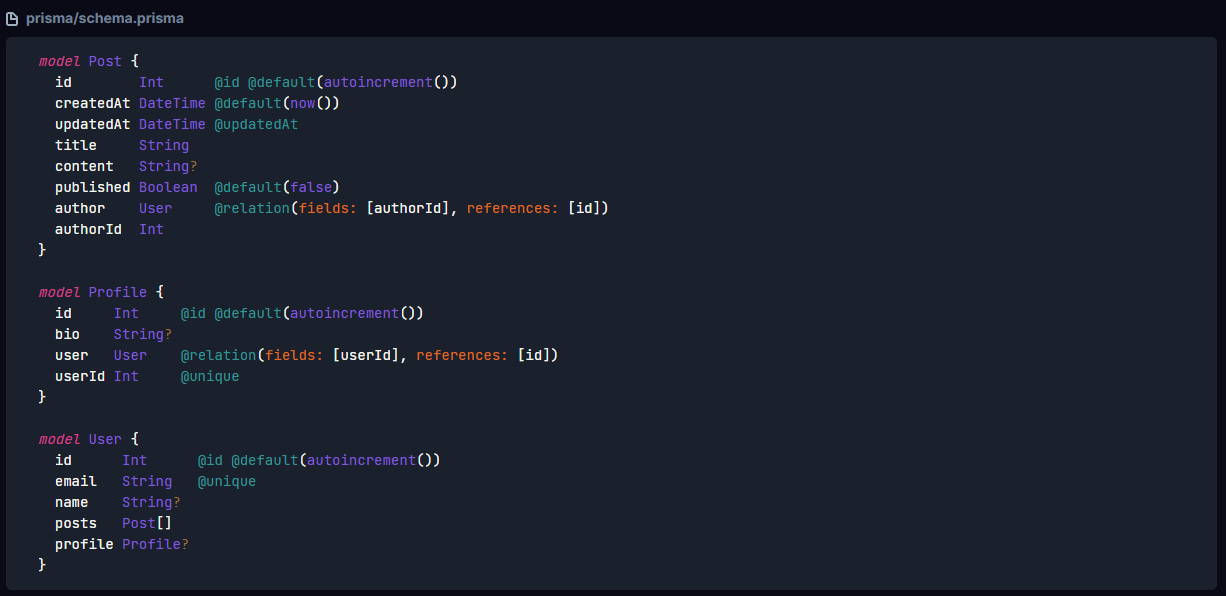 prisma/schema.prisma
model Post {
  id        Int      @id @default(autoincrement())
  createdAt DateTime @default(now())
  updatedAt DateTime @updatedAt
  title     String
  content   String?
  published Boolean  @default(false)
  author    User     @relation(fields: [authorId], references: [id])
  authorId  Int
}

model Profile {
  id     Int     @id @default(autoincrement())
  bio    String?
  user   User    @relation(fields: [userId], references: [id])
  userId Int     @unique
}

model User {
  id      Int      @id @default(autoincrement())
  email   String   @unique
  name    String?
  posts   Post[]
  profile Profile?
}